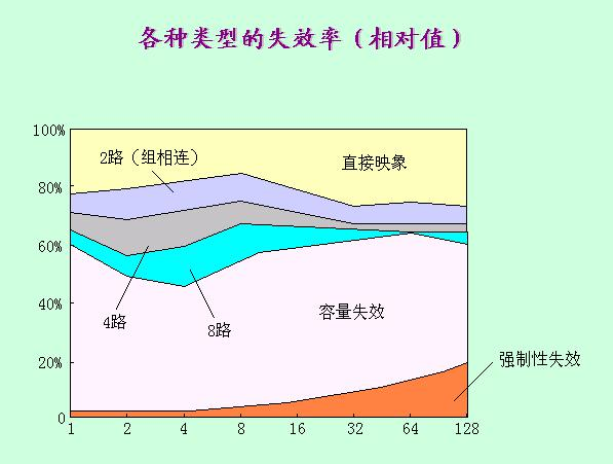 各种类型的失效率（相对值）
100%
2路（组相连）
直接映象
80%
60%
4路
8路
40%
容量失效
20%
强制性失效
0
1 2 4 8 16 32 64 128